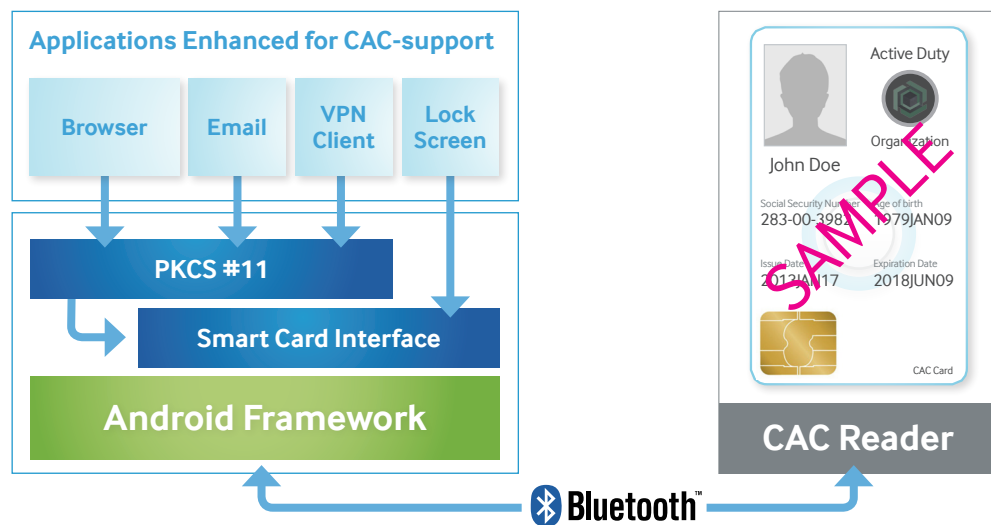 Applications Enhanced for CAC-support
Browser
Email
VPN
Client
Lock
Screen
PKCS #11
Smart Card Interface
Android Framework
Active Duty
Organization
John Doe
Social Security Number
Age of birth
283-00-3982
1979JAN09
Issue Date
Expiration Date
2013JAN17
2018JUN09
SAMPLE
CAC Card
CAC Reader
Bluetooth™